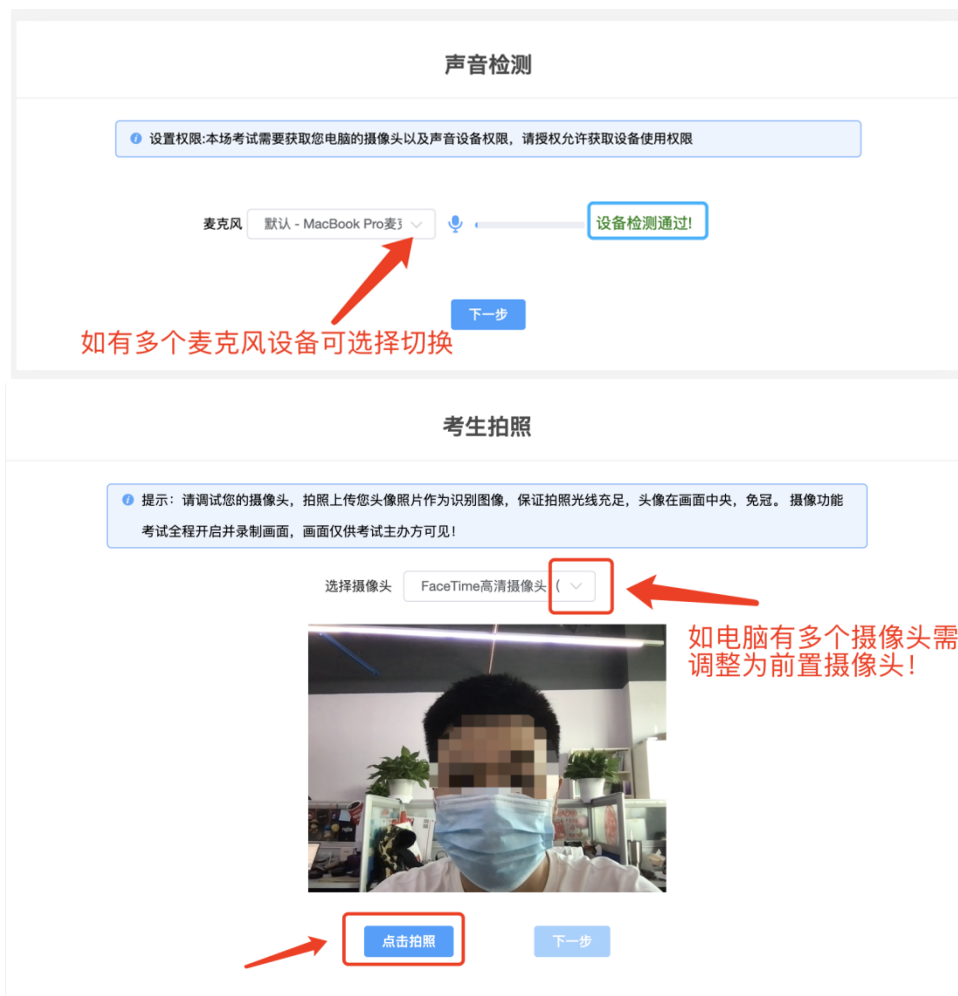 声音检测
设置权限:本场考试需要获取您电脑的摄像头以及声音设备权限，请授权允许获取设备使用权限
麦克风 默认 - MacBook Pro麦 设备检测通过!
下一步
如有多个麦克风设备可选择切换
考生拍照
提示：请调试您的摄像头，拍照上传您头像照片作为识别图像，保证拍照光线充足，头像在画面中央，免冠。 摄像功能
考试全程开启并录制画面，画面仅供考试主办方可见！
选择摄像头 FaceTime高清摄像头 (
如电脑有多个摄像头需
调整为前置摄像头！
点击拍照 下一步